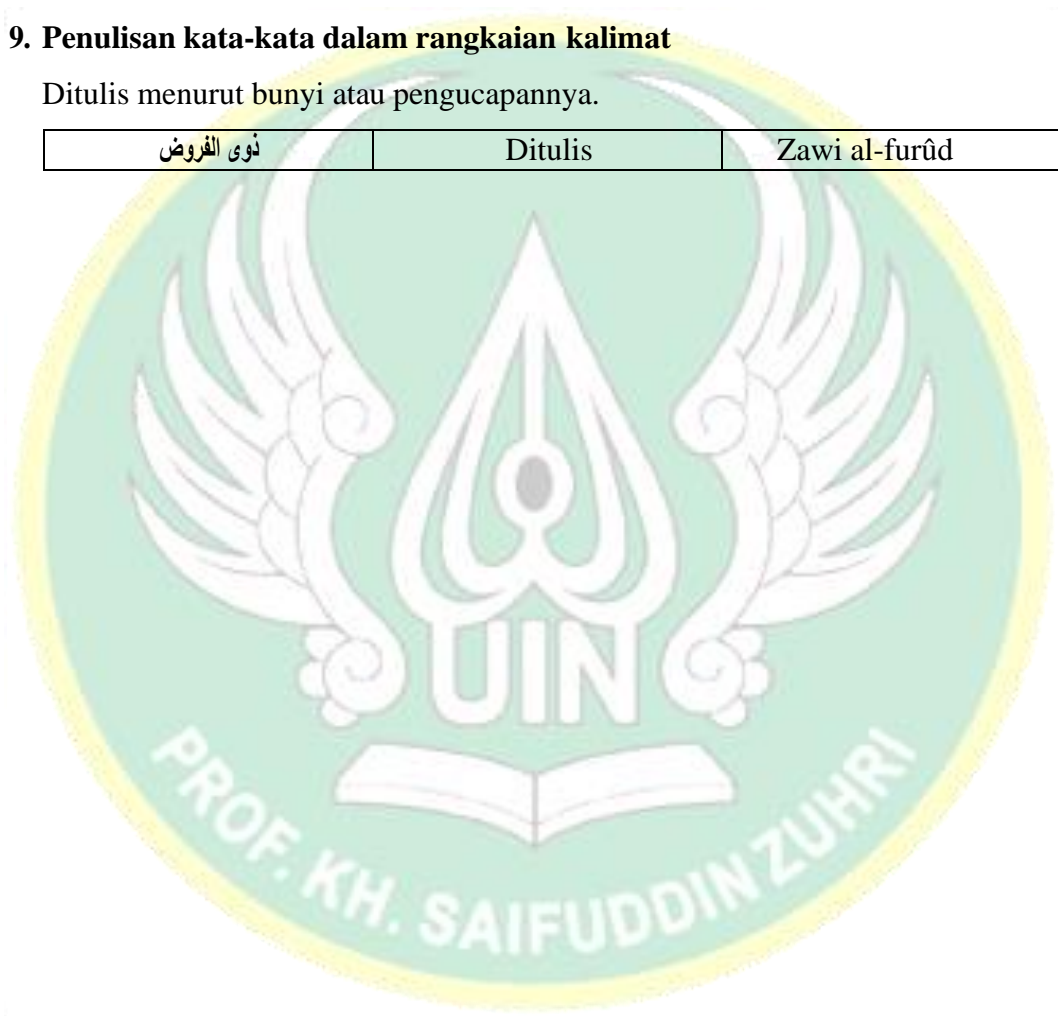 9. Penulisan kata-kata dalam rangkaian kalimat
Ditulis menurut bunyi atau pengucapannya.
ذوى الفروض Ditulis Zawi al-furûd
UIN
PROF. KH. SAIFUDDIN ZUHRI